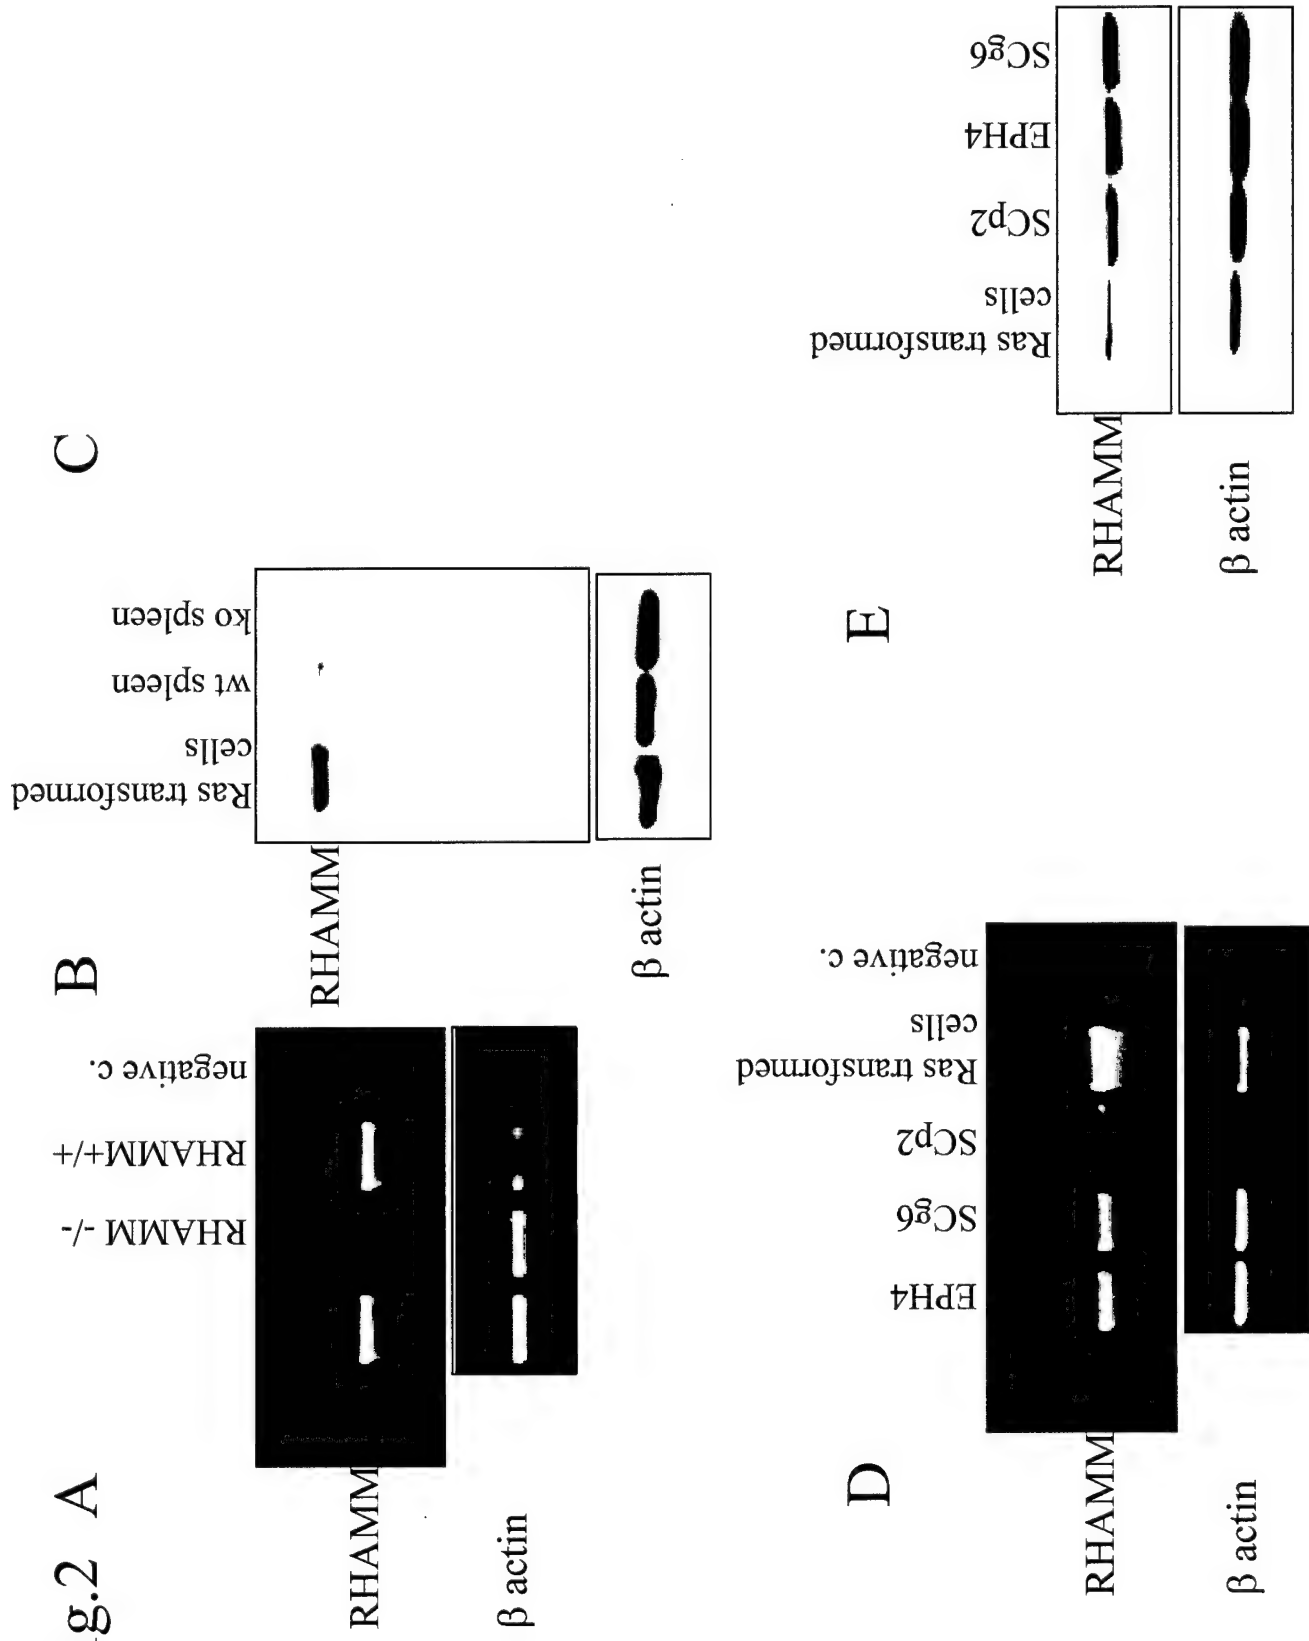 g.2 A
RHAMM -/-
RHAMM+/+
negative c.
RHAMM
β actin
B
Ras transformed
cells
wt spleen
ko spleen
RHAMM
β actin
C
D
EPH4
SCg6
SCp2
Ras transformed
cells
negative c.
RHAMM
β actin
E
Ras transformed
cells
SCp2
EPH4
SCg6
RHAMM
β actin